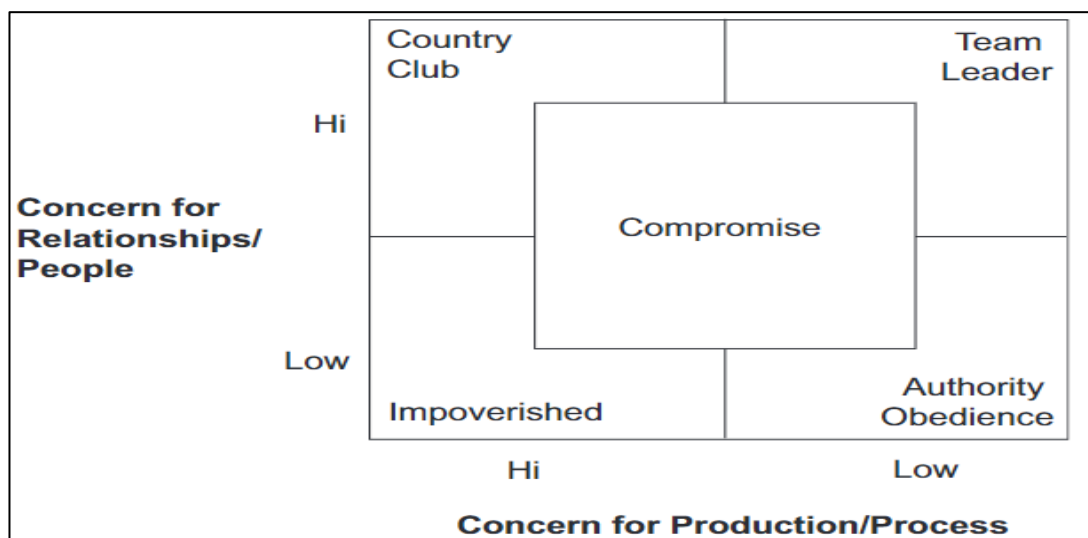 Country
Club
Team
Leader
Hi
Concern for
Relationships/
People
Compromise
Low
Impoverished
Authority
Obedience
Hi
Low
Concern for Production/Process